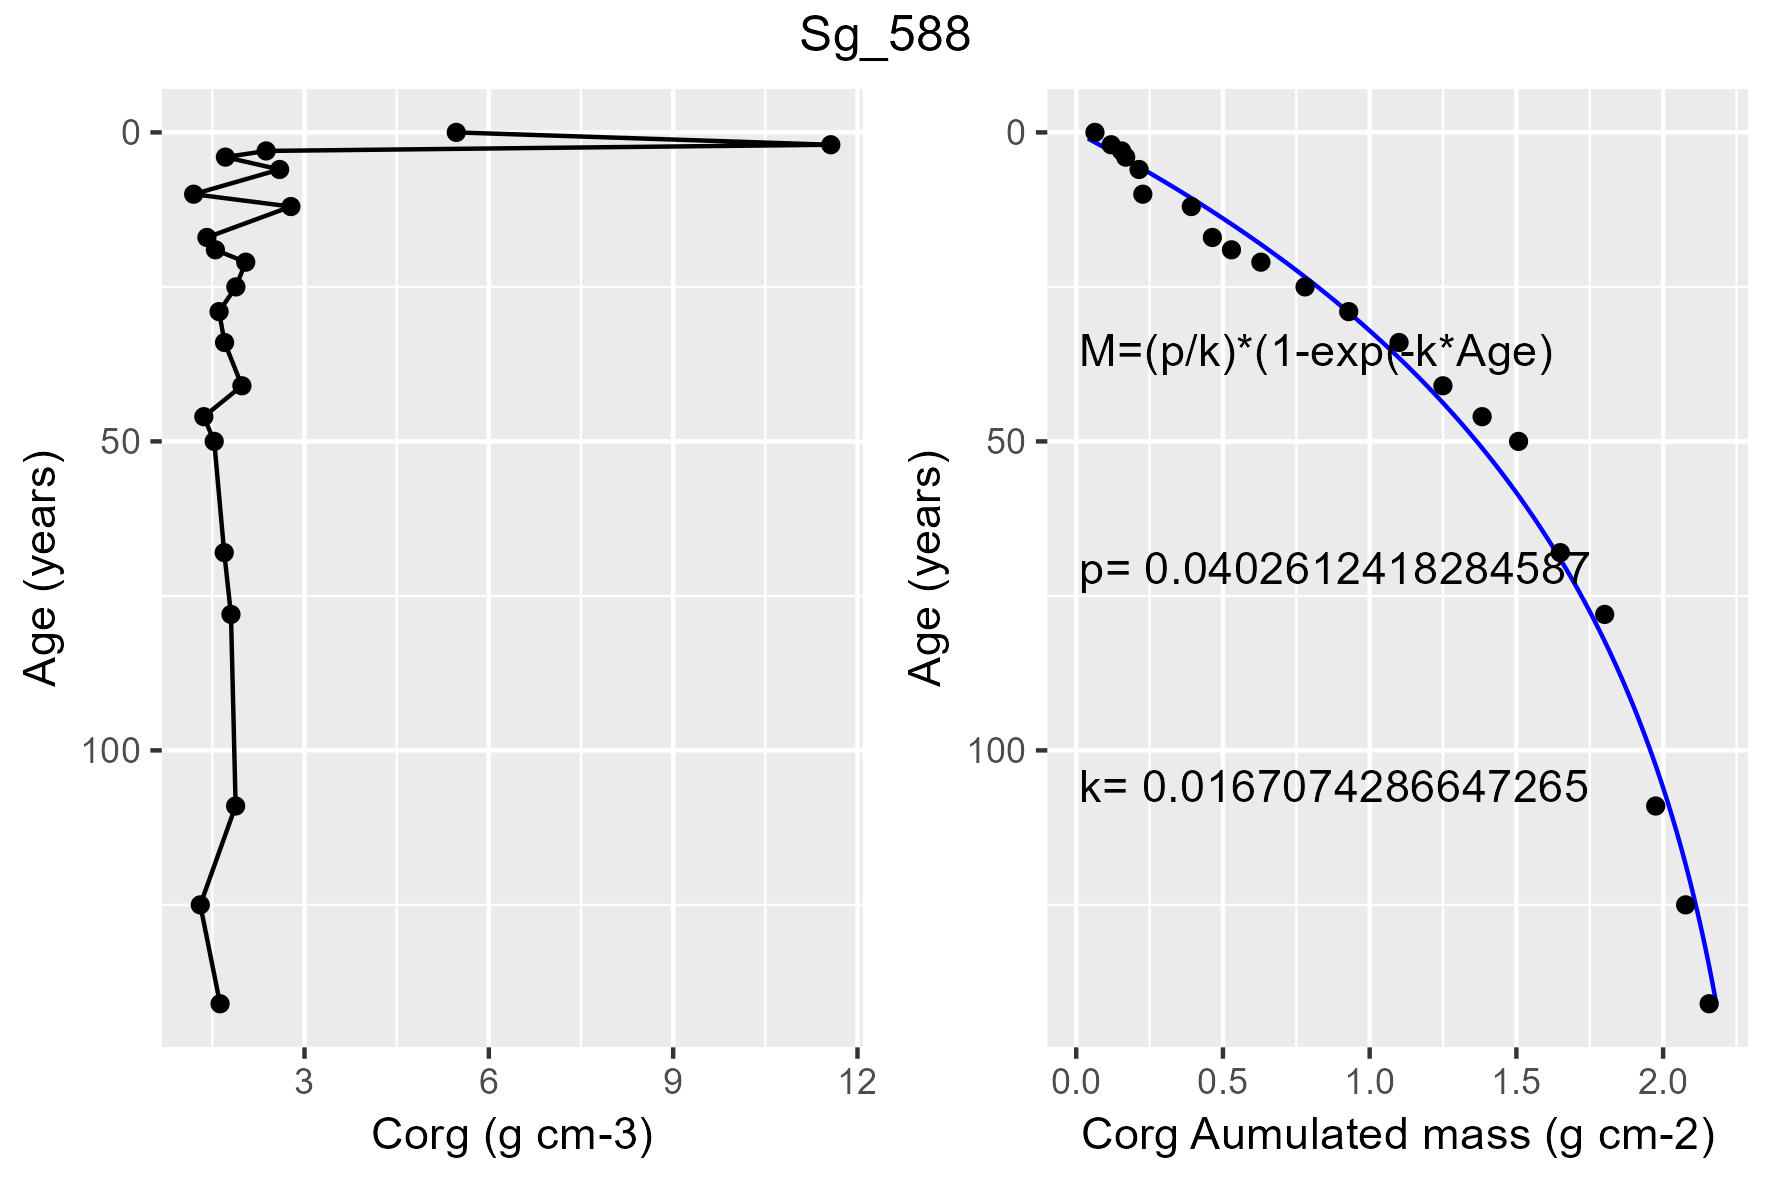 Sg_588
Age (years)
0
50
100
3
6
9
12
Corg (g cm-3)
Age (years)
0
50
100
M=(p/k)*(1-exp(-k*Age)
p= 0.0402612418284587
k= 0.0167074286647265
0.0
0.5
1.0
1.5
2.0
Corg Aumulated mass (g cm-2)